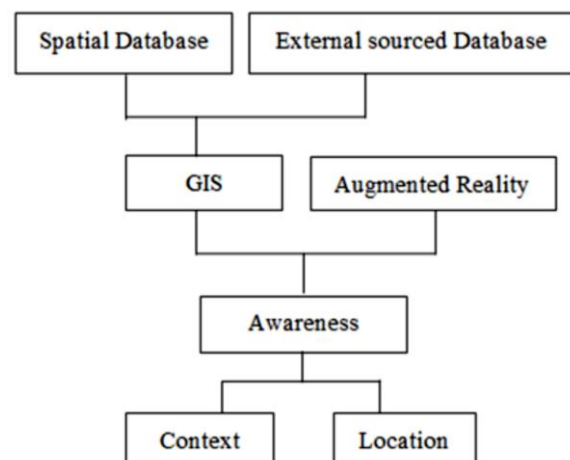 Spatial Database
External sourced Database
GIS
Augmented Reality
Awareness
Context
Location